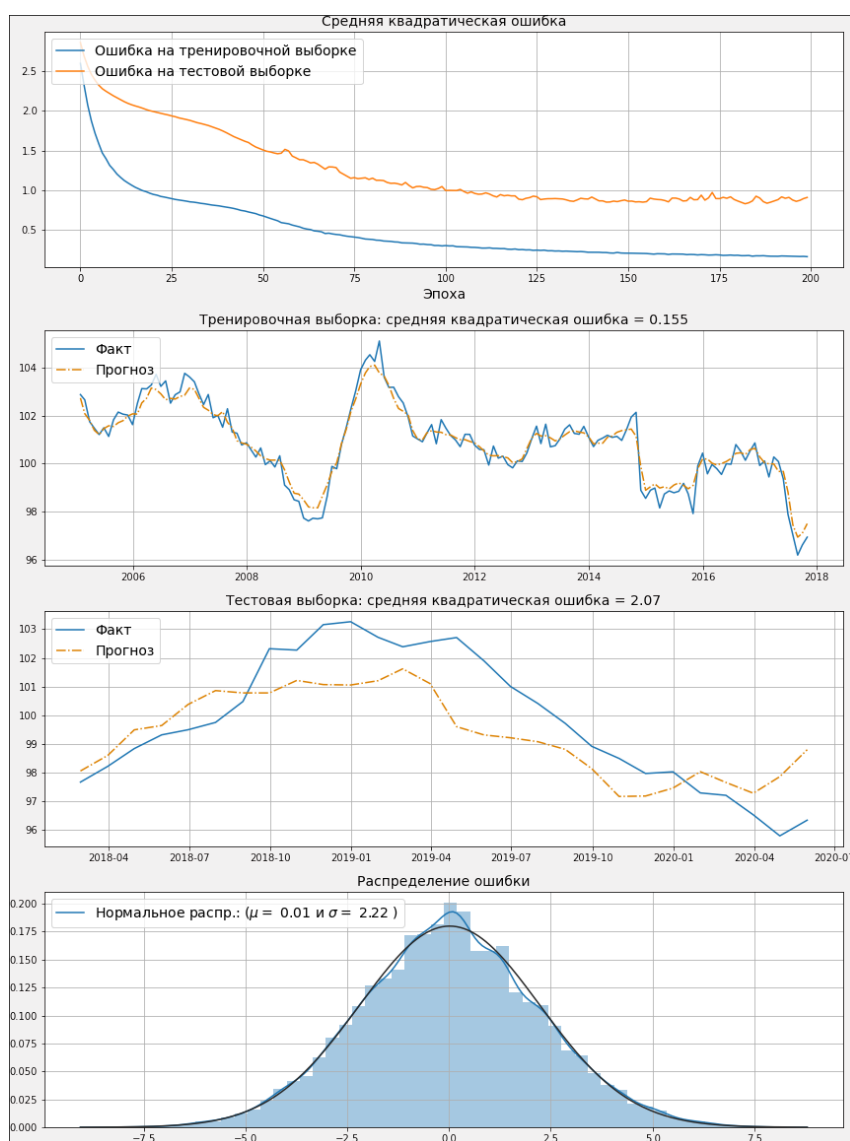 Средняя квадратическая ошибка
Ошибка на тренировочной выборке
Ошибка на тестовой выборке
2.5
2.0
1.5
1.0
0.5
0 25 50 75 100 125 150 175 200
Эпоха
Тренировочная выборка: средняя квадратическая ошибка = 0.155
Факт
Прогноз
104
102
100
98
96
2006 2008 2010 2012 2014 2016 2018
Тестовая выборка: средняя квадратическая ошибка = 2.07
Факт
Прогноз
103
102
101
100
99
98
97
96
2018-04 2018-07 2018-10 2019-01 2019-04 2019-07 2019-10 2020-01 2020-04 2020-07
Распределение ошибки
Нормальное распр.: (μ = 0.01 и σ = 2.22 )
0.200
0.175
0.150
0.125
0.100
0.075
0.050
0.025
0.000
−7.5 −5.0 −2.5 0.0 2.5 5.0 7.5